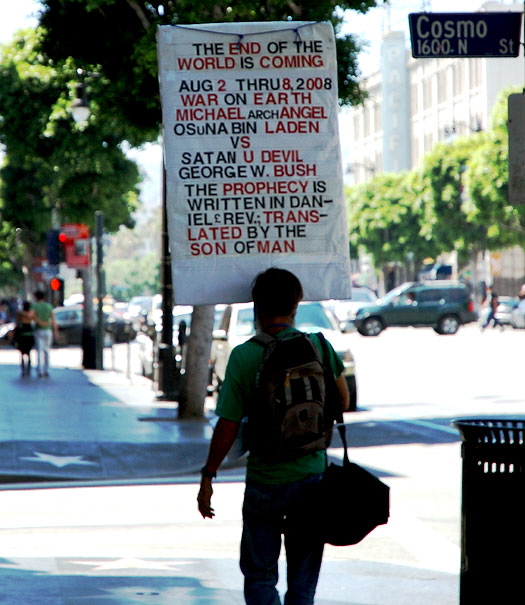 THE END OF THE
WORLD IS COMING
AUG 2 THRU 8, 2008
WAR ON EARTH
MICHAEL ARCHANGEL
OSuNA BIN LADEN
VS
SATAN U DEVIL
GEORGE W. BUSH
THE PROPHECY IS
WRITTEN IN DAN-
IEL & REV.; TRANS-
LATED BY THE
SON OF MAN
Cosmo
1600 N St